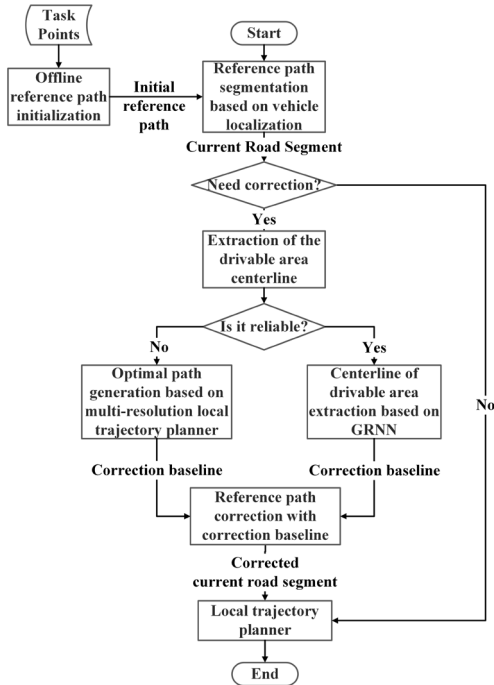 Task
Points
Start
Offline
reference path
initialization
Initial
reference
path
Reference path
segmentation
based on vehicle
localization
Current Road Segment
Need correction?
Yes
Extraction of the
drivable area
centerline
Is it reliable?
No
Yes
Optimal path
generation based on
multi-resolution local
trajectory planner
Centerline of
drivable area
extraction based on
GRNN
No
Correction baseline
Correction baseline
Reference path
correction with
correction baseline
Corrected
current road segment
Local trajectory
planner
End